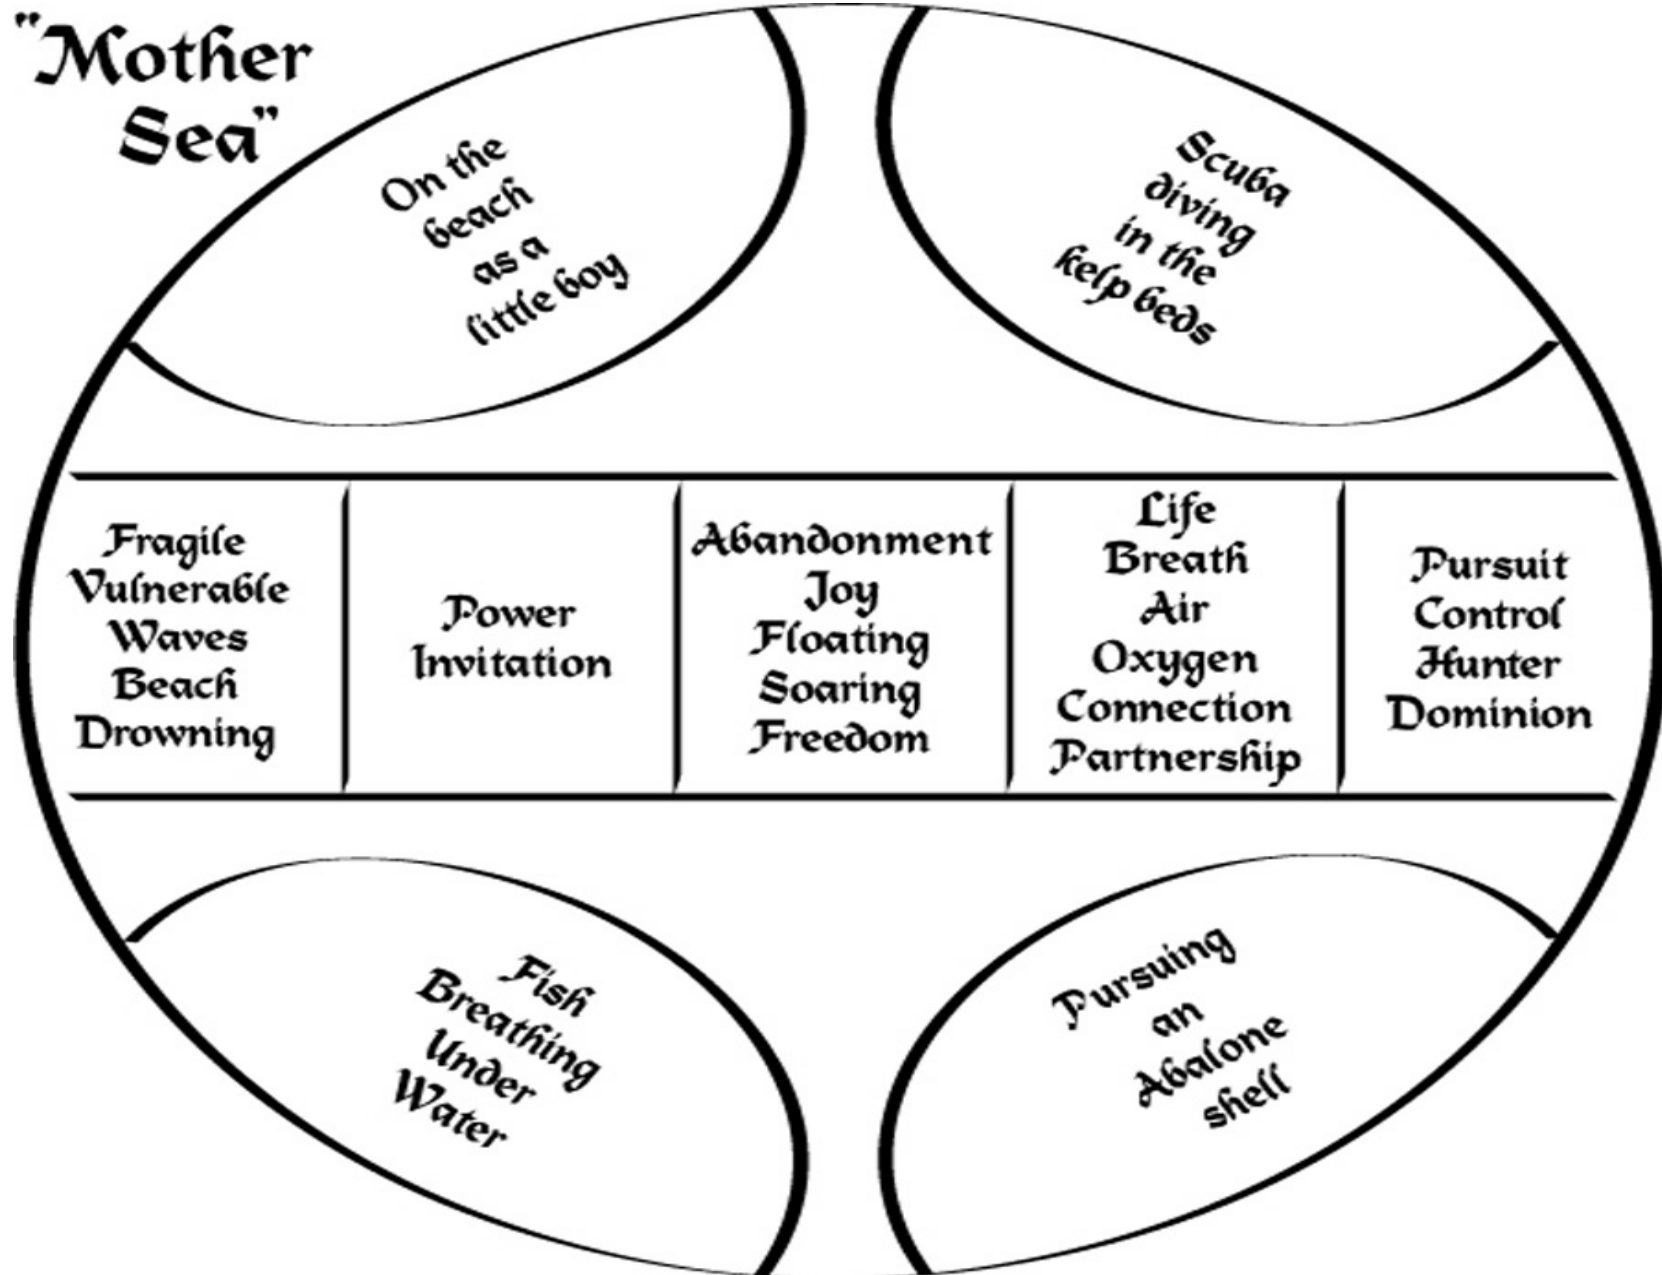 "Mother
Sea"
On the
beach
as a
little boy
Scuba
diving
in the
kelp beds
Fragile
Vulnerable
Waves
Beach
Drowning
Power
Invitation
Abandonment
Joy
Floating
Soaring
Freedom
Life
Breath
Air
Oxygen
Connection
Partnership
Pursuit
Control
Hunter
Dominion
Fish
Breathing
Under
Water
Pursuing
an
Abalone
shell